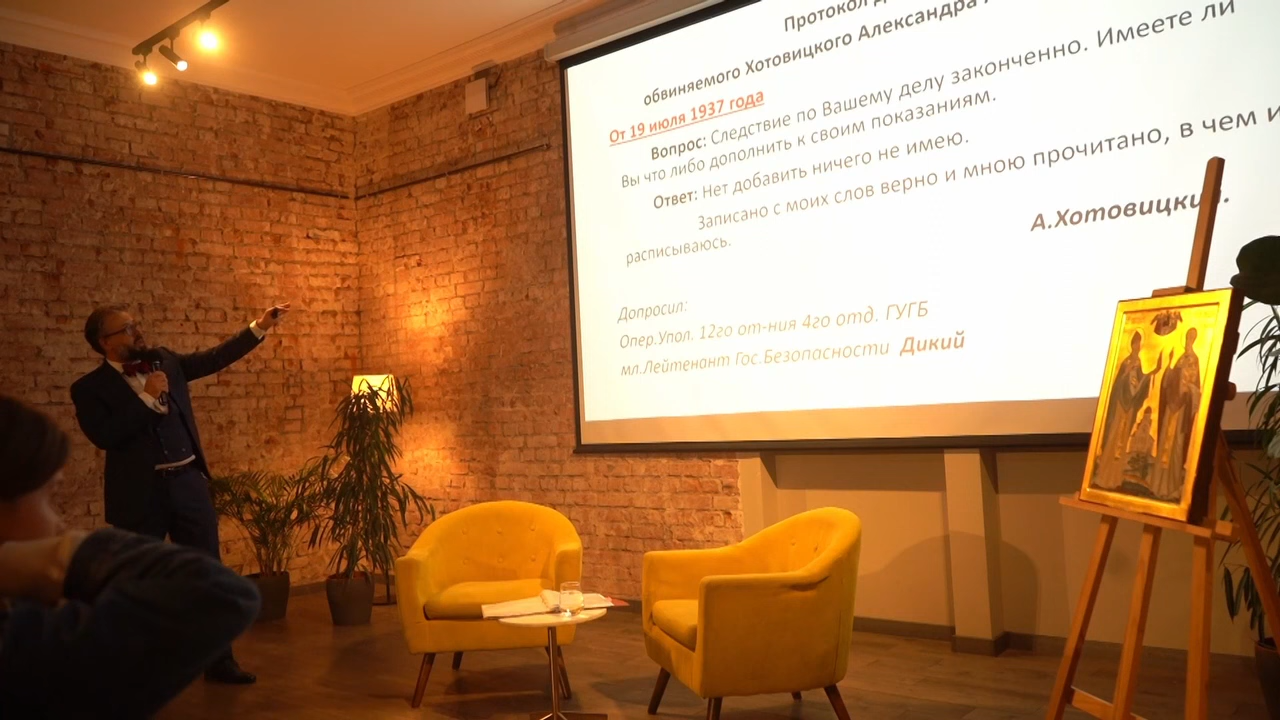 Протокол
обвиняемого Хотовицкого Александра
От 19 июля 1937 года
Вопрос: Следствие по Вашему делу законченно. Имеете ли
Вы что либо дополнить к своим показаниям.
Ответ: Нет добавить ничего не имею.
Записано с моих слов верно и мною прочитано, в чем и
расписываюсь.
А.Хотовицкий.
Допросил:
Опер.Упол. 12го от-ния 4го отд. ГУГБ
мл.Лейтенант Гос.Безопасности Дикий